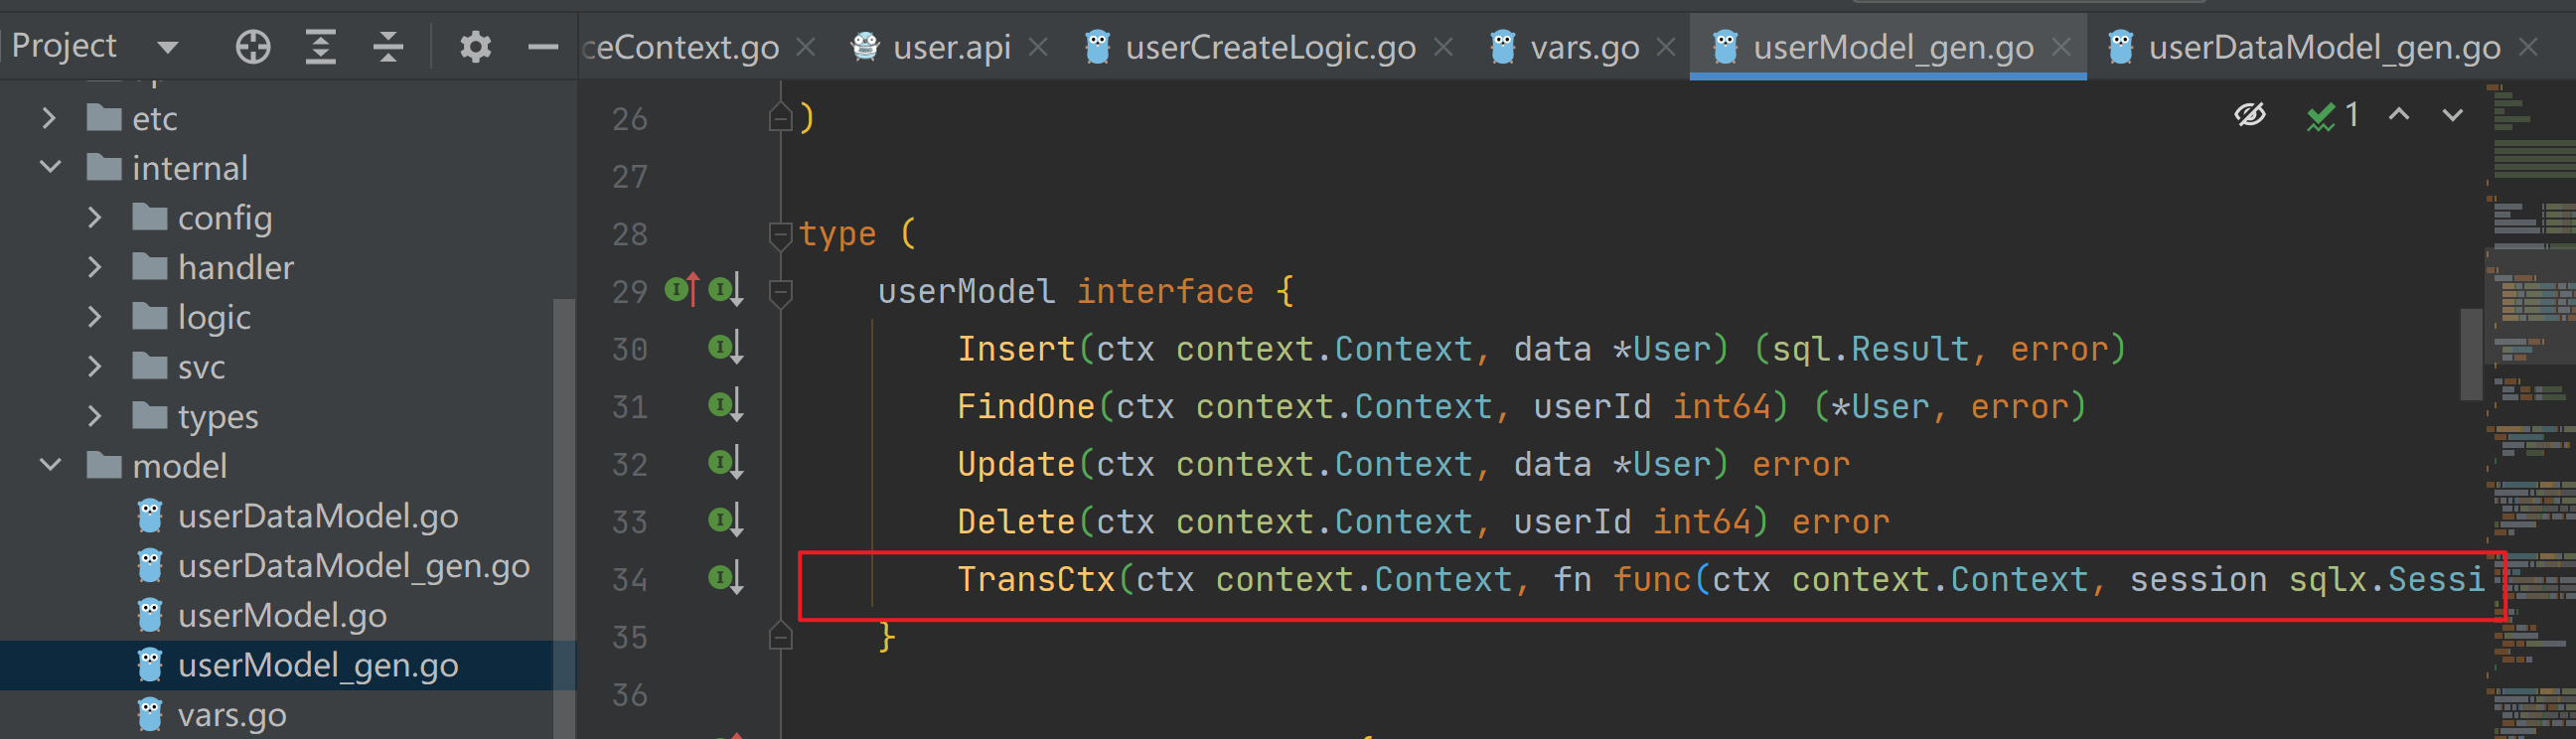 Project
ceContext.go
user.api
userCreateLogic.go
vars.go
userModel_gen.go
userDataModel_gen.go
etc
internal
config
handler
logic
svc
types
model
userDataModel.go
userDataModel_gen.go
userModel.go
userModel_gen.go
vars.go
1
26 )
27
28 type (
29 userModel interface {
30 Insert(ctx context.Context, data *User) (sql.Result, error)
31 FindOne(ctx context.Context, userId int64) (*User, error)
32 Update(ctx context.Context, data *User) error
33 Delete(ctx context.Context, userId int64) error
34 TransCtx(ctx context.Context, fn func(ctx context.Context, session sqlx.Sessi
35 }
36